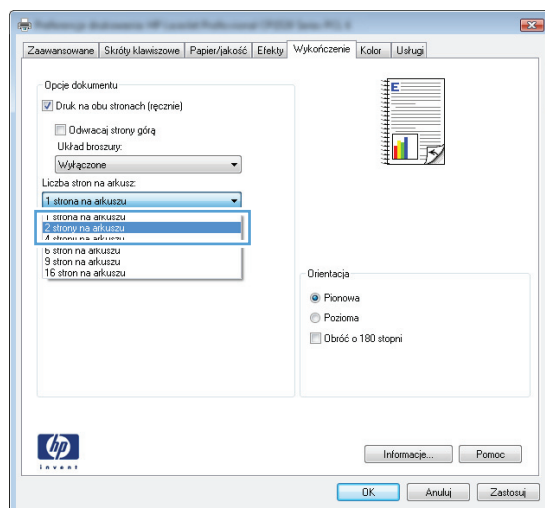 Zaawansowane Skróty klawiszowe Papier/jakość Efekty Wykończenie Kolor Usługi
Opcje dokumentu
Druk na obu stronach (ręcznie)
Odwracaj strony górą
Układ broszury:
Wyłączone
Liczba stron na arkusz:
1 strona na arkuszu
1 strona na arkuszu
2 strony na arkuszu
4 strony na arkuszu
6 stron na arkuszu
9 stron na arkuszu
16 stron na arkuszu
E
Orientacja
Pionowa
Pozioma
Obróć o 180 stopni
hp
invent
Informacje... Pomoc
OK Anuluj Zastosuj